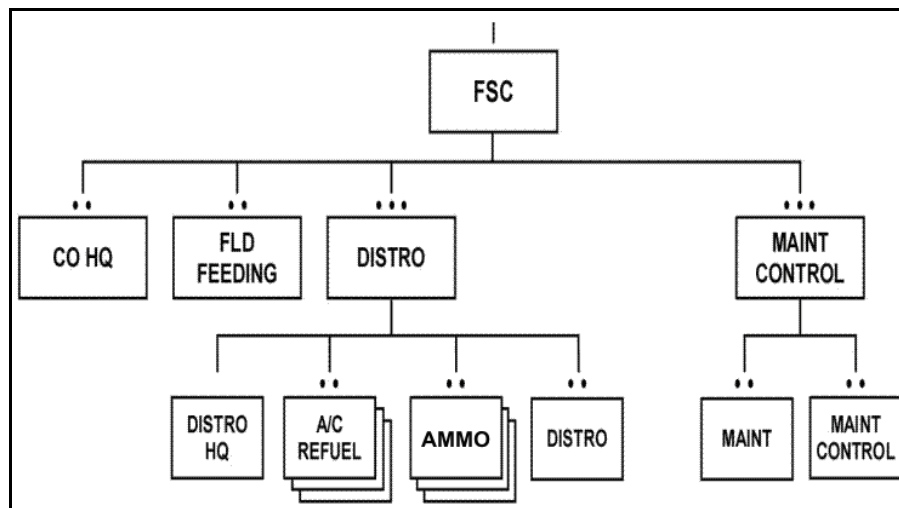 FSC
CO HQ
FLD
FEEDING
DISTRO
MAINT
CONTROL
DISTRO
HQ
A/C
REFUEL
AMMO
DISTRO
MAINT
MAINT
CONTROL